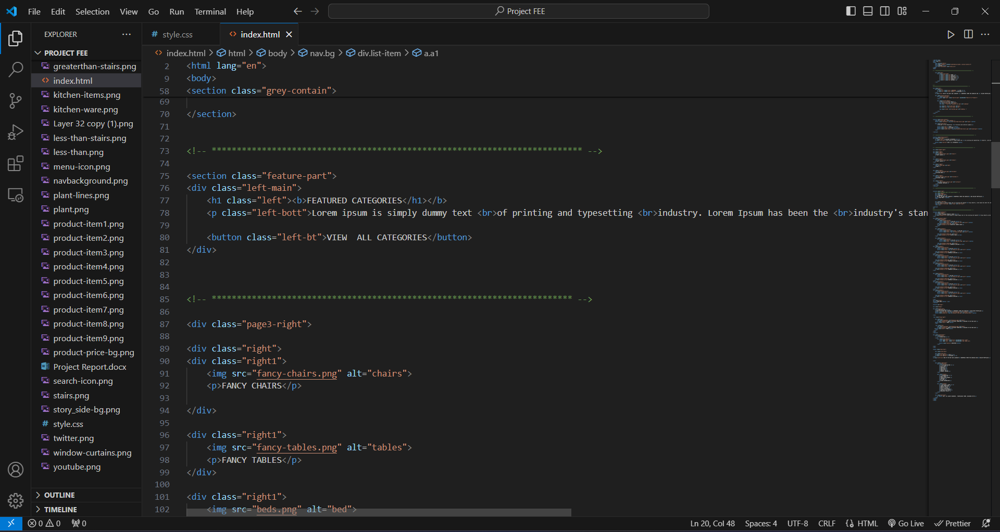 File Edit Selection View Go Run Terminal Help
Project FEE
EXPLORER
PROJECT FEE
greaterthan-stairs.png
index.html
kitchen-items.png
kitchen-ware.png
Layer 32 copy (1).png
less-than-stairs.png
less-than.png
menu-icon.png
navbackground.png
plant-lines.png
plant.png
product-item1.png
product-item2.png
product-item3.png
product-item4.png
product-item5.png
product-item6.png
product-item7.png
product-item8.png
product-item9.png
product-price-bg.png
Project Report.docx
search-icon.png
stairs.png
story_side-bg.png
style.css
twitter.png
window-curtains.png
youtube.png
OUTLINE
TIMELINE
# style.css <> index.html
<> index.html > html > body > nav.bg > div.list-item > a.a1
2 <html lang="en">
9 <body>
58 <section class="grey-contain">
69
70 </section>
71
72
73 <!-- ************************************************************************** -->
74
75 <section class="feature-part">
76 <div class="left-main">
77 <h1 class="left"><b>FEATURED CATEGORIES</h1></b>
78 <p class="left-bott">Lorem ipsum is simply dummy text <br>of printing and typesetting <br>industry. Lorem Ipsum has been the <br>industry's stan
79
80 <button class="left-bt">VIEW  ALL CATEGORIES</button>
81 </div>
82
83
84
85 <!-- ************************************************************************ -->
86
87 <div class="page3-right">
88
89 <div class="right">
90 <div class="right1">
91 <img src="fancy-chairs.png" alt="chairs">
92 <p>FANCY CHAIRS</p>
93
94 </div>
95
96 <div class="right1">
97 <img src="fancy-tables.png" alt="tables">
98 <p>FANCY TABLES</p>
99 </div>
100
101 <div class="right1">
102 <img src="beds.png" alt="bed">
0 0 0 Ln 20, Col 48 Spaces: 4 UTF-8 CRLF {} HTML Go Live Prettier